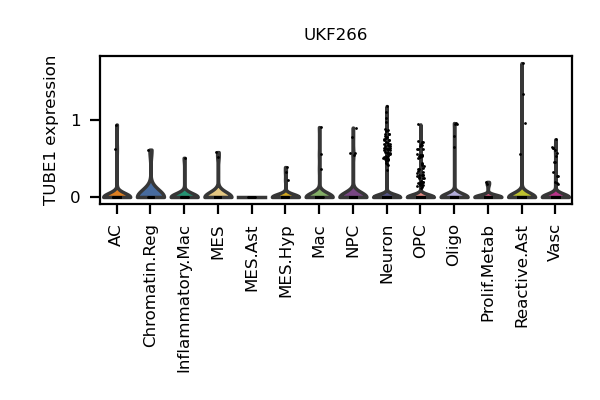 UKF266
TUBE1 expression
1
0
AC
Chromatin.Reg
Inflammatory.Mac
MES
MES.Ast
MES.Hyp
Mac
NPC
Neuron
OPC
Oligo
Prolif.Metab
Reactive.Ast
Vasc